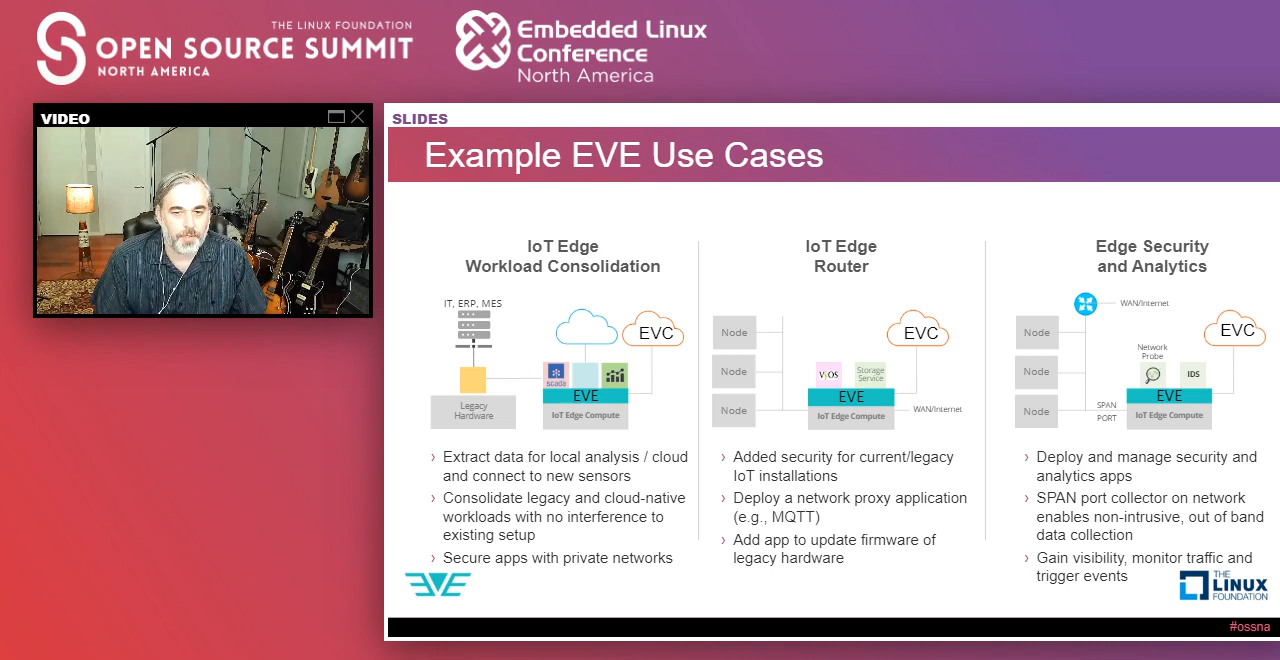 THE LINUX FOUNDATION
OPEN SOURCE SUMMIT
NORTH AMERICA
Embedded Linux
Conference
North America
VIDEO
SLIDES
Example EVE Use Cases
IoT Edge
Workload Consolidation
IT, ERP, MES
EVC
scada
EVE
Legacy
Hardware
IoT Edge Compute
› Extract data for local analysis / cloud
and connect to new sensors
› Consolidate legacy and cloud-native
workloads with no interference to
existing setup
› Secure apps with private networks
IoT Edge
Router
Node
Node
Node
EVC
VyOS
Storage
Service
EVE
IoT Edge Compute
WAN/Internet
› Added security for current/legacy
IoT installations
› Deploy a network proxy application
(e.g., MQTT)
› Add app to update firmware of
legacy hardware
Edge Security
and Analytics
WAN/Internet
Node
Node
Node
EVC
Network
Probe
IDS
EVE
SPAN
PORT
IoT Edge Compute
› Deploy and manage security and
analytics apps
› SPAN port collector on network
enables non-intrusive, out of band
data collection
› Gain visibility, monitor traffic and
trigger events
EVE
THE
LINUX
FOUNDATION
#ossna